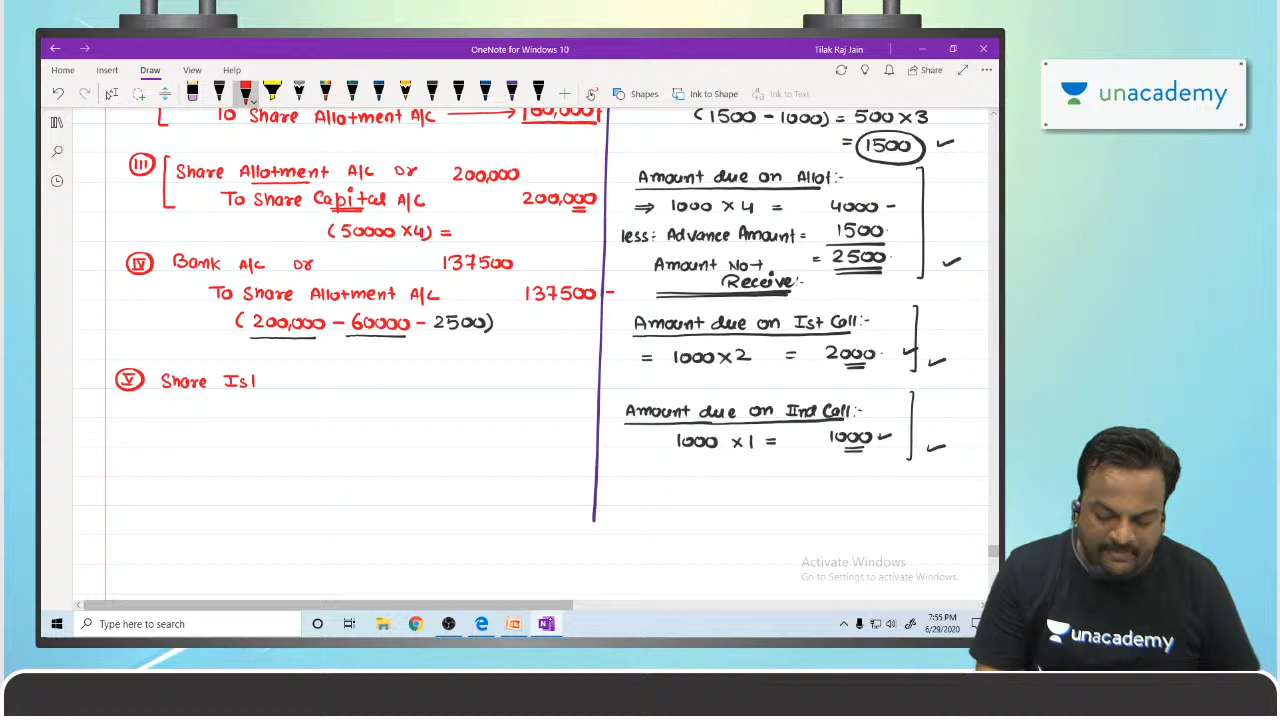 OneNote for Windows 10
Tilak Raj Jain
Home Insert Draw View Help
Share
Shapes
Ink to Shape
Ink to Text
To Share Allotment A/C
III Share Allotment A/C Dr 200,000
To Share Capital A/C 200,000
(50000 × 4) =
IV Bank A/C Dr 137500
To Share Allotment A/C 137500
(200,000 - 60000 - 2500)
V Share Ist
(1500 - 1000) = 500 × 3
= 1500
Amount due on Allot:-
⇒ 1000 × 4 = 4000
less: Advance Amount = 1500
Amount Not = 2500
Receive:-
Amount due on Ist Call:-
= 1000 × 2 = 2000
Amount due on IInd Call:-
1000 × 1 = 1000
Activate Windows
Go to Settings to activate Windows.
Type here to search
7:55 PM
6/29/2020
unacademy
unacademy